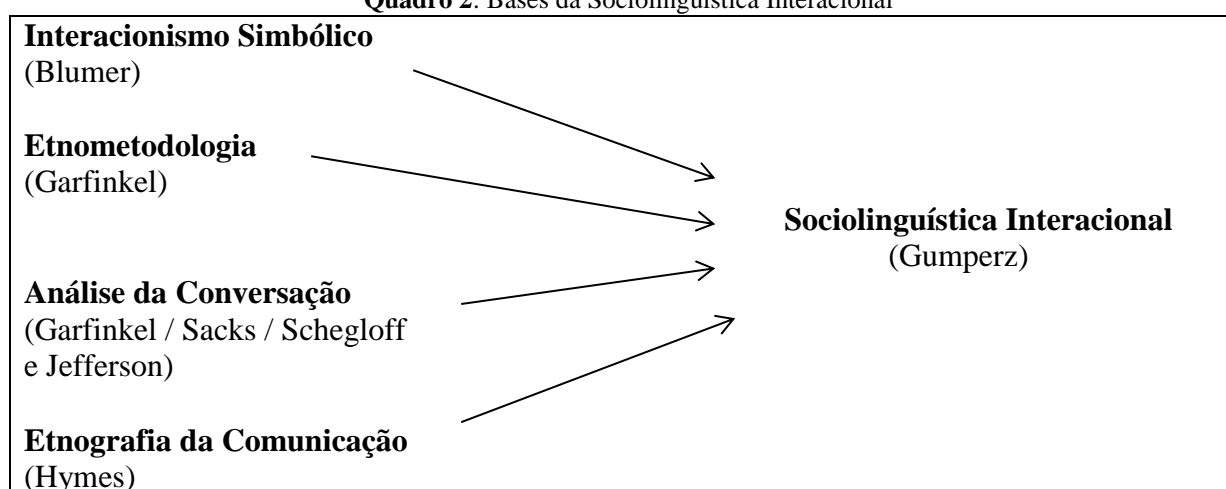 Quadro 2. Bases da Sociolinguística Interacional
Interacionismo Simbólico
(Blumer)
Etnometodologia
(Garfinkel)
Análise da Conversação
(Garfinkel / Sacks / Schegloff
e Jefferson)
Etnografia da Comunicação
(Hymes)
Sociolinguística Interacional
(Gumperz)